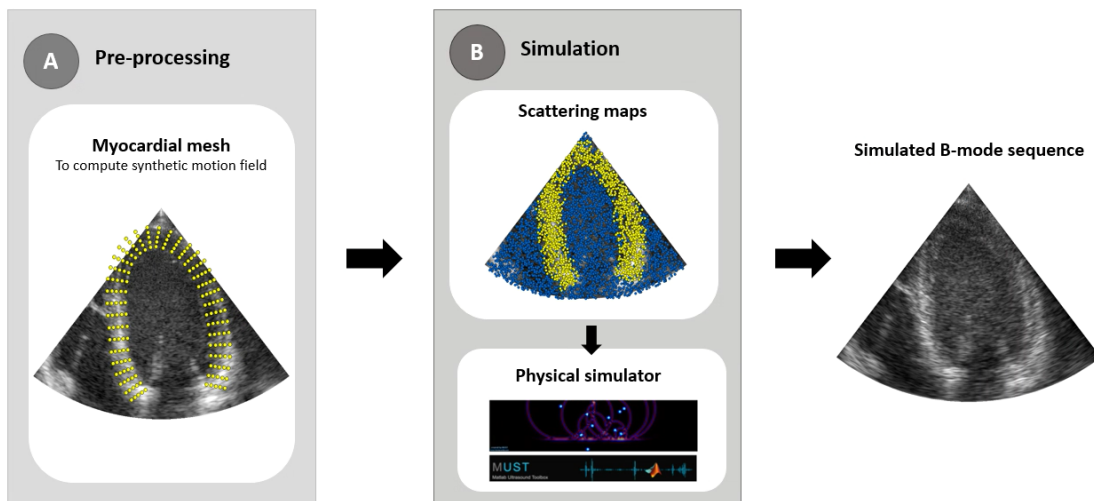 A
Pre-processing
Myocardial mesh
To compute synthetic motion field
B
Simulation
Scattering maps
Physical simulator
MUST
Matlab Ultrasound Toolbox
Simulated B-mode sequence